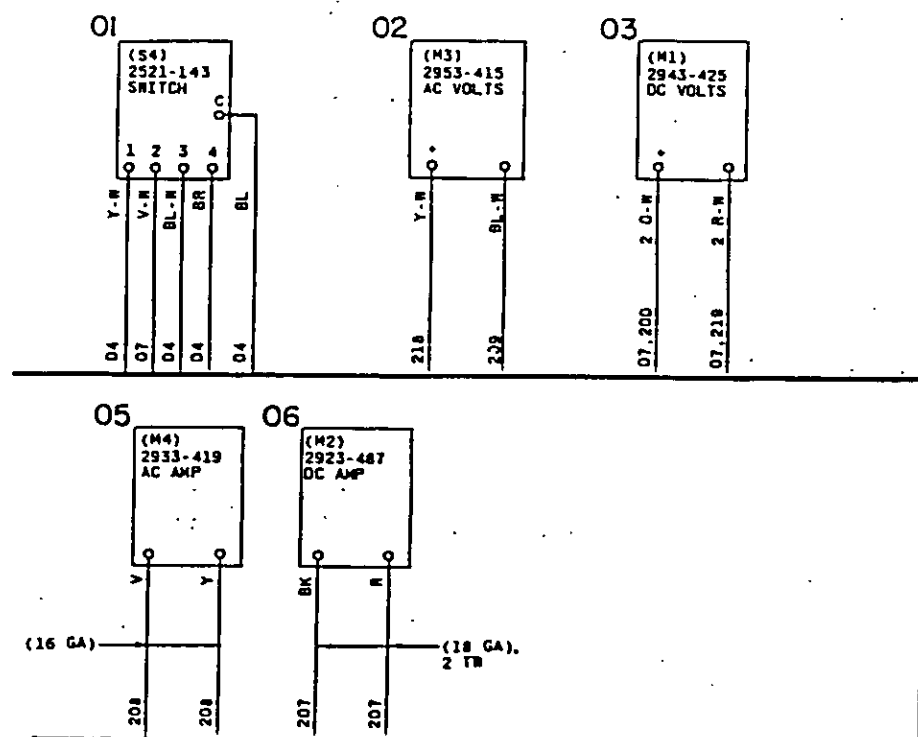 01
(S4)
2521-143
SWITCH
C
1 2 3 4
Y-W V-W BL-W BR BL
04 07 04 04 04
02
(M3)
2953-415
AC VOLTS
+
Y-W BL-W
218 209
03
(M1)
2943-425
DC VOLTS
+
2 O-W 2 R-W
07,200 07,219
05
(M4)
2933-419
AC AMP
V Y
(16 GA)
208 208
06
(M2)
2923-487
DC AMP
BK R
(18 GA),
2 TW
207 207